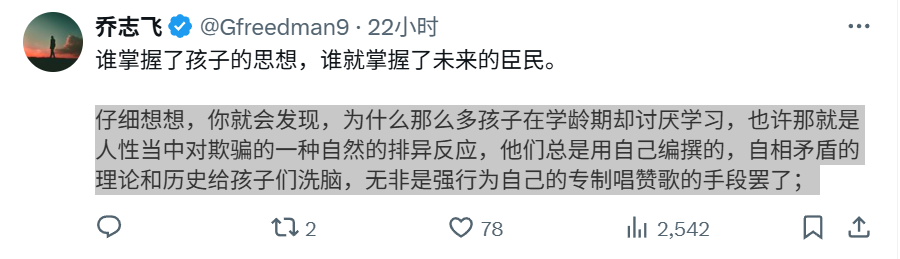 乔志飞 @Gfreedman9 · 22小时
谁掌握了孩子的思想，谁就掌握了未来的臣民。
仔细想想，你就会发现，为什么那么多孩子在学龄期却讨厌学习，也许那就是
人性当中对欺骗的一种自然的排异反应，他们总是用自己编撰的，自相矛盾的
理论和历史给孩子们洗脑，无非是强行为自己的专制唱赞歌的手段罢了；
2 78 2,542